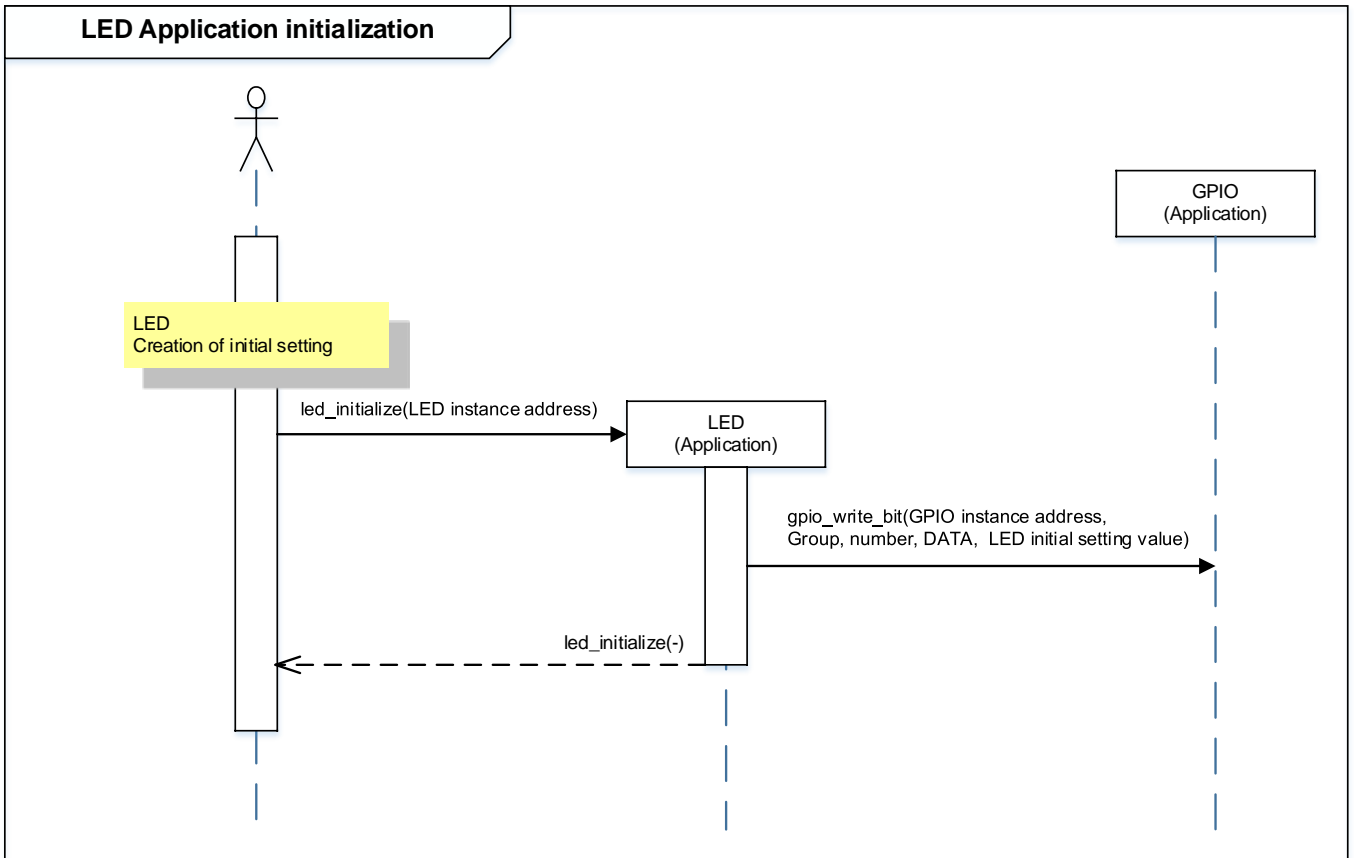 LED Application initialization
GPIO
(Application)
LED
Creation of initial setting
led_initialize(LED instance address)
LED
(Application)
gpio_write_bit(GPIO instance address,
Group, number, DATA,  LED initial setting value)
led_initialize(-)